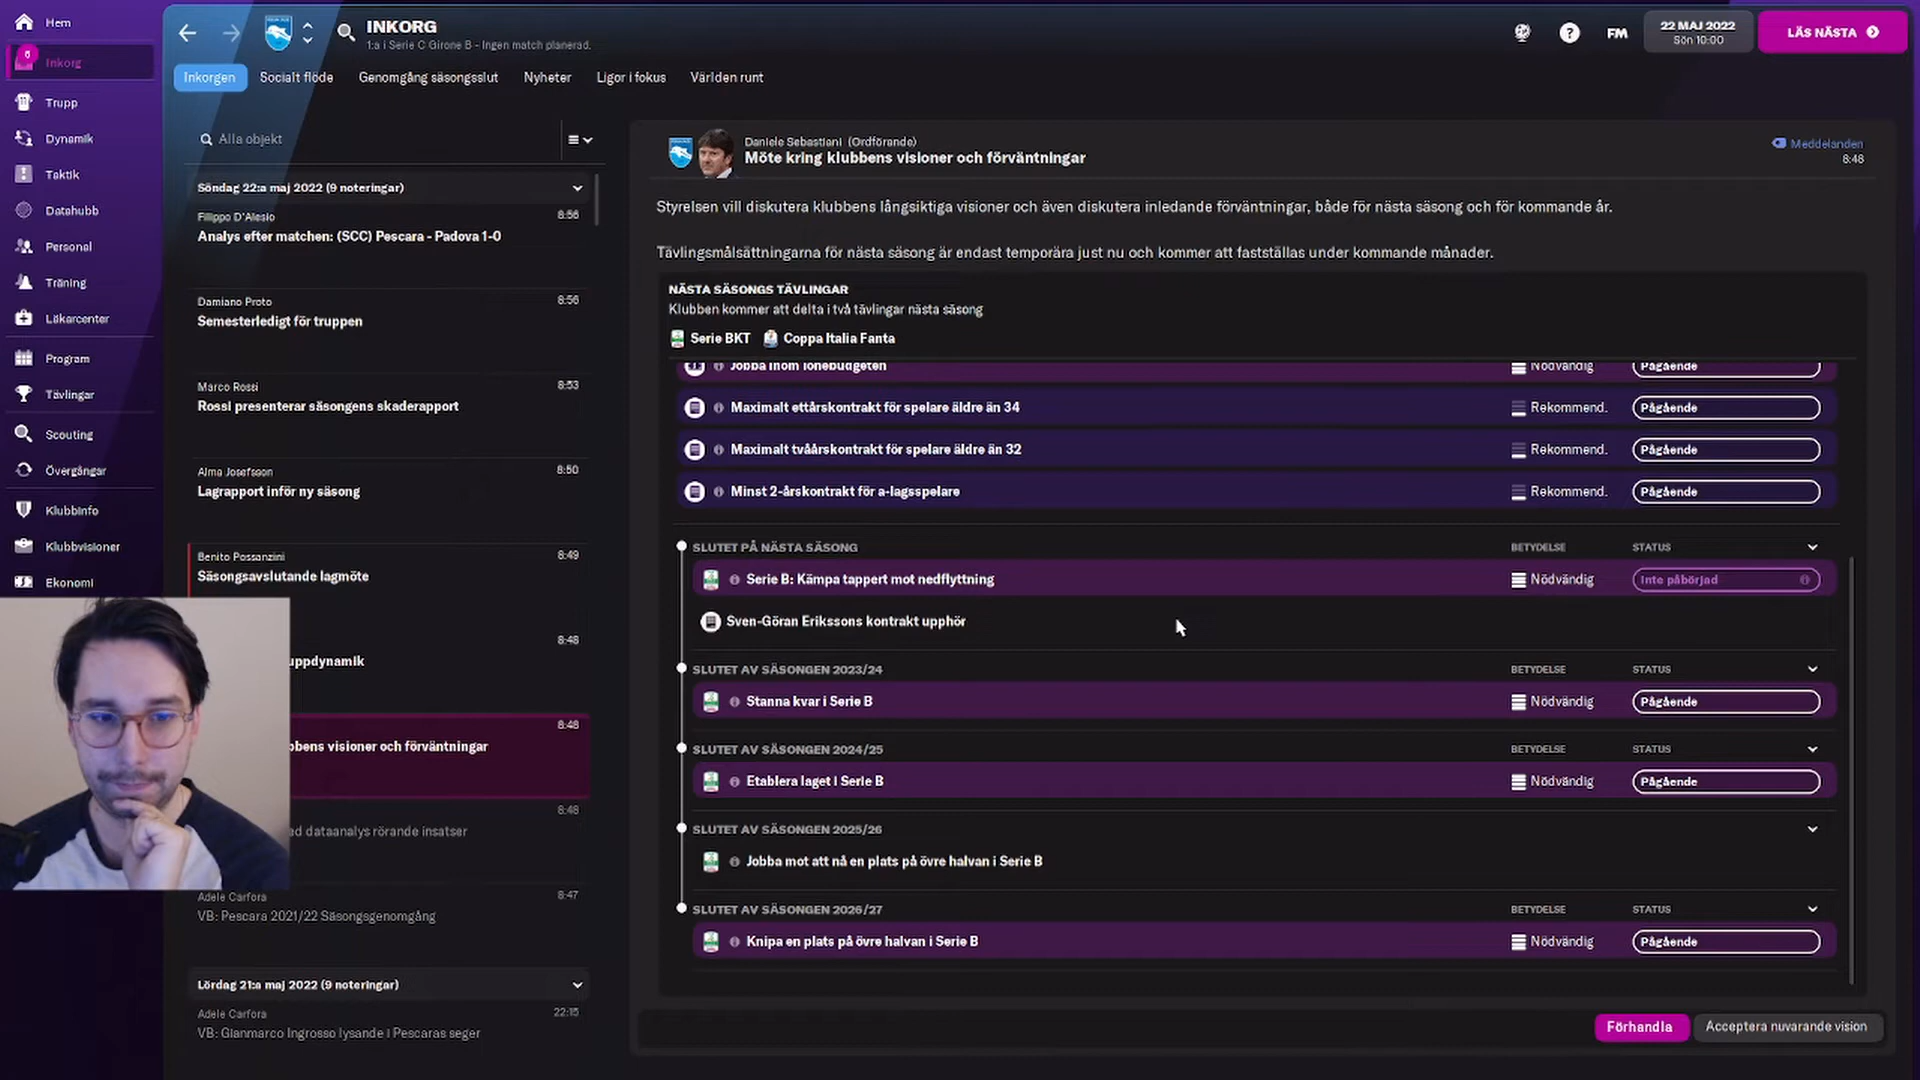 Hem
Inkorg
6
Trupp
Dynamik
Taktik
Datahubb
Personal
Träning
Läkarcenter
Program
Tävlingar
Scouting
Övergångar
Klubbinfo
Klubbvisioner
Ekonomi
INKORG
1:a i Serie C Girone B - Ingen match planerad.
FM
22 MAJ 2022
Sön 10:00
LÄS NÄSTA
Inkorgen
Socialt flöde
Genomgång säsongsslut
Nyheter
Ligor i fokus
Världen runt
Alla objekt
Söndag 22:a maj 2022 (9 noteringar)
Filippo D'Alesio
8:56
Analys efter matchen: (SCC) Pescara - Padova 1-0
Damiano Proto
8:56
Semesterledigt för truppen
Marco Rossi
8:53
Rossi presenterar säsongens skaderapport
Alma Josefsson
8:50
Lagrapport inför ny säsong
Benito Possanzini
8:49
Säsongsavslutande lagmöte
8:48
uppdynamik
8:48
bbens visioner och förväntningar
8:48
ed dataanalys rörande insatser
Adele Carfora
8:47
VB: Pescara 2021/22 Säsongsgenomgång
Lördag 21:a maj 2022 (9 noteringar)
Adele Carfora
22:15
VB: Gianmarco Ingrosso lysande i Pescaras seger
Daniele Sebastiani (Ordförande)
Möte kring klubbens visioner och förväntningar
Meddelanden
8:48
Styrelsen vill diskutera klubbens långsiktiga visioner och även diskutera inledande förväntningar, både för nästa säsong och för kommande år.
Tävlingsmålsättningarna för nästa säsong är endast temporära just nu och kommer att fastställas under kommande månader.
NÄSTA SÄSONGS TÄVLINGAR
Klubben kommer att delta i två tävlingar nästa säsong
Serie BKT
Coppa Italia Fanta
Jobba inom lönebudgeten
Nödvändig
Pågående
Maximalt ettårskontrakt för spelare äldre än 34
Rekommend.
Pågående
Maximalt tvåårskontrakt för spelare äldre än 32
Rekommend.
Pågående
Minst 2-årskontrakt för a-lagsspelare
Rekommend.
Pågående
SLUTET PÅ NÄSTA SÄSONG
BETYDELSE
STATUS
Serie B: Kämpa tappert mot nedflyttning
Nödvändig
Inte påbörjad
Sven-Göran Erikssons kontrakt upphör
SLUTET AV SÄSONGEN 2023/24
BETYDELSE
STATUS
Stanna kvar i Serie B
Nödvändig
Pågående
SLUTET AV SÄSONGEN 2024/25
BETYDELSE
STATUS
Etablera laget i Serie B
Nödvändig
Pågående
SLUTET AV SÄSONGEN 2025/26
Jobba mot att nå en plats på övre halvan i Serie B
SLUTET AV SÄSONGEN 2026/27
BETYDELSE
STATUS
Knipa en plats på övre halvan i Serie B
Nödvändig
Pågående
Förhandla
Acceptera nuvarande vision